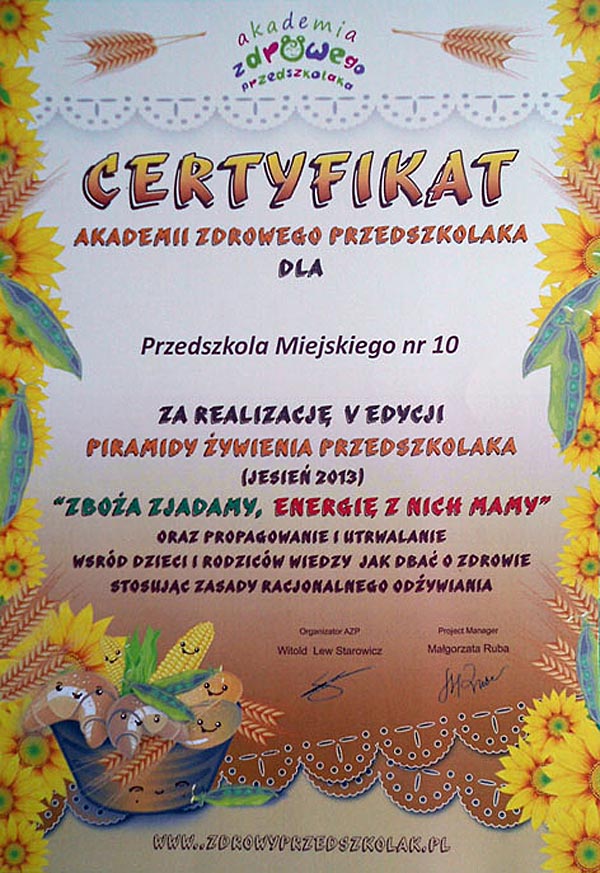 akademia
zdrowego
przedszkolaka
CERTYFIKAT
AKADEMII ZDROWEGO PRZEDSZKOLAKA
DLA
Przedszkola Miejskiego nr 10
ZA REALIZACJĘ V EDYCJI
PIRAMIDY ŻYWIENIA PRZEDSZKOLAKA
(JESIEŃ 2013)
"ZBOŻA ZJADAMY, ENERGIĘ Z NICH MAMY"
ORAZ PROPAGOWANIE I UTRWALANIE
WSRÓD DZIECI I RODZICÓW WIEDZY JAK DBAĆ O ZDROWIE
STOSUJĄC ZASADY RACJONALNEGO ODŻYWIANIA
Organizator AZP Project Manager
Witold Lew Starowicz Małgorzata Ruba
WWW..ZDROWYPRZEDSZKOLAK.PL